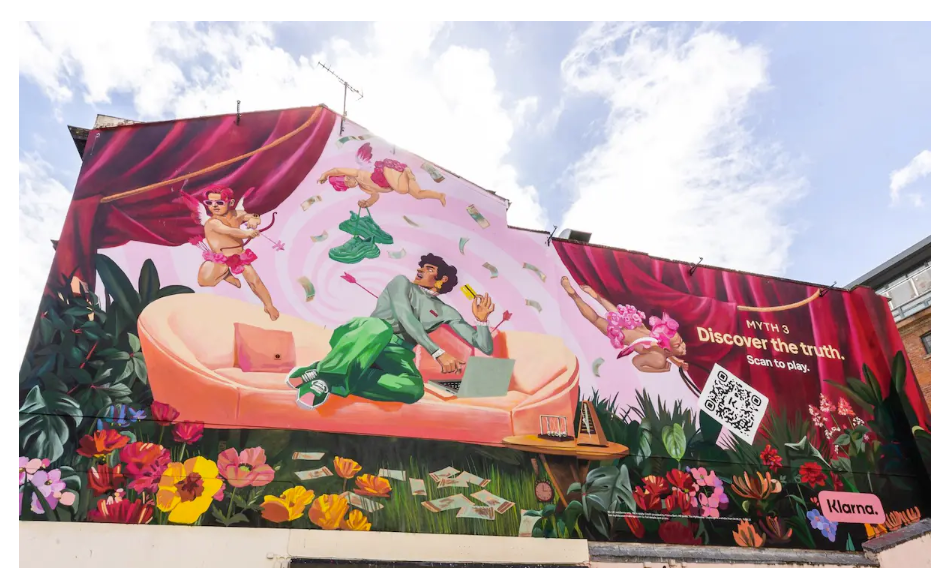 MYTH 3
Discover the truth.
Scan to play.
Klarna.